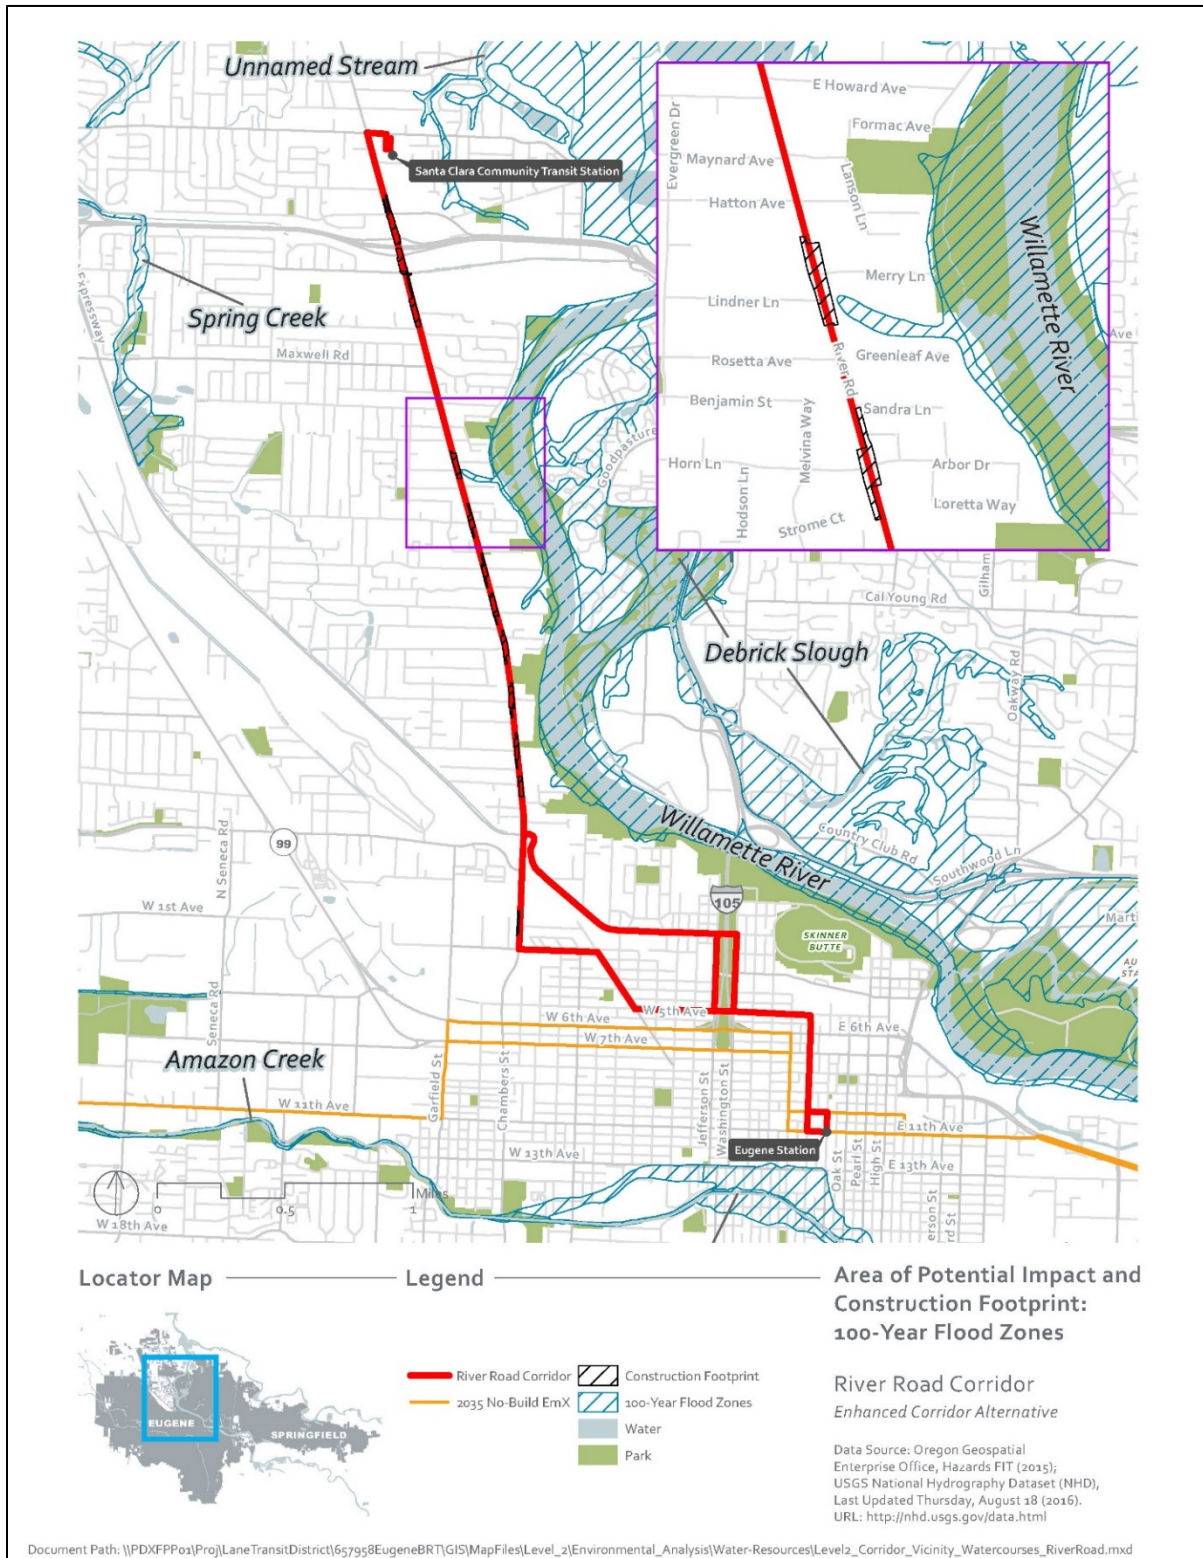 Unnamed Stream
Santa Clara Community Transit Station
Expressway
Spring Creek
Maxwell Rd
Goodpasture
E Howard Ave
Formac Ave
Evergreen Dr
Maynard Ave
Lanson Ln
Hatton Ave
Willamette River
Merry Ln
Lindner Ln
Ave
River Rd
Greenleaf Ave
Rosetta Ave
Benjamin St
Sandra Ln
Melvina Way
Horn Ln
Arbor Dr
Hodson Ln
Loretta Way
Strome Ct
Gilham
Cal Young Rd
Debrick Slough
Oakway Rd
Willamette River
Country Club Rd
Southwood Ln
N Seneca Rd
99
105
W 1st Ave
SKINNER
BUTTE
Marti
AU
STA
Seneca Rd
W 5th Ave
W 6th Ave
E 6th Ave
W 7th Ave
Amazon Creek
W 11th Ave
Garfield St
Chambers St
Jefferson St
Washington St
E 11th Ave
Eugene Station
W 13th Ave
Oak St
Pearl St
High St
E 13th Ave
erson St
rd St
Miles
0 0.5 1
W 18th Ave
Locator Map
EUGENE
SPRINGFIELD
Legend
River Road Corridor
2035 No-Build EmX
Construction Footprint
100-Year Flood Zones
Water
Park
Area of Potential Impact and
Construction Footprint:
100-Year Flood Zones
River Road Corridor
Enhanced Corridor Alternative
Data Source: Oregon Geospatial
Enterprise Office, Hazards FIT (2015);
USGS National Hydrography Dataset (NHD),
Last Updated Thursday, August 18 (2016).
URL: http://nhd.usgs.gov/data.html
Document Path: \\PDXFPP01\Proj\LaneTransitDistrict\657958EugeneBRT\GIS\MapFiles\Level_2\Environmental_Analysis\Water-Resources\Level2_Corridor_Vicinity_Watercourses_RiverRoad.mxd